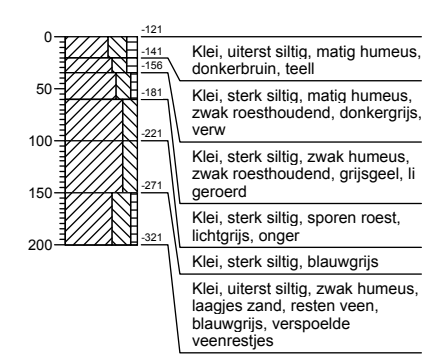 0
50
100
150
200
-121
-141
-156
-181
-221
-271
-321
Klei, uiterst siltig, matig humeus,
donkerbruin, teell
Klei, sterk siltig, matig humeus,
zwak roesthoudend, donkergrijs,
verw
Klei, sterk siltig, zwak humeus,
zwak roesthoudend, grijsgeel, li
geroerd
Klei, sterk siltig, sporen roest,
lichtgrijs, onger
Klei, sterk siltig, blauwgrijs
Klei, uiterst siltig, zwak humeus,
laagjes zand, resten veen,
blauwgrijs, verspoelde
veenrestjes